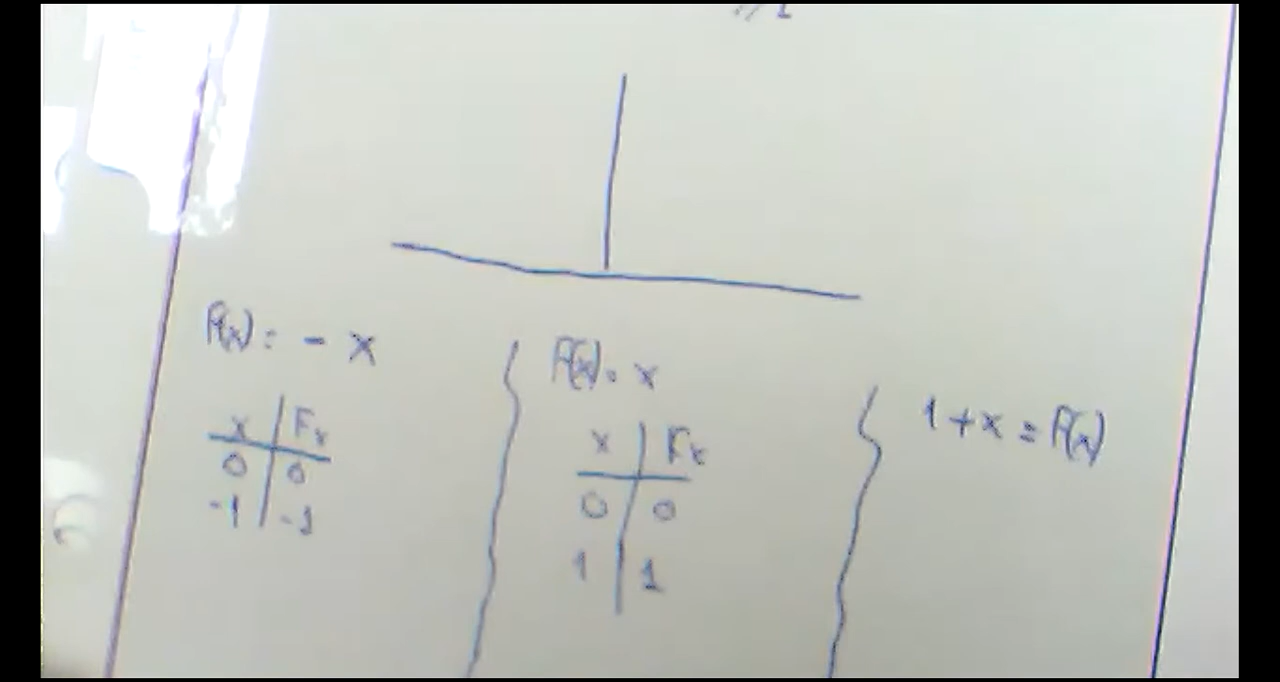 F(x) = - x
x | Fx
0 | 0
-1 | -1
F(x) = x
x | Fx
0 | 0
1 | 1
1 + x = F(x)